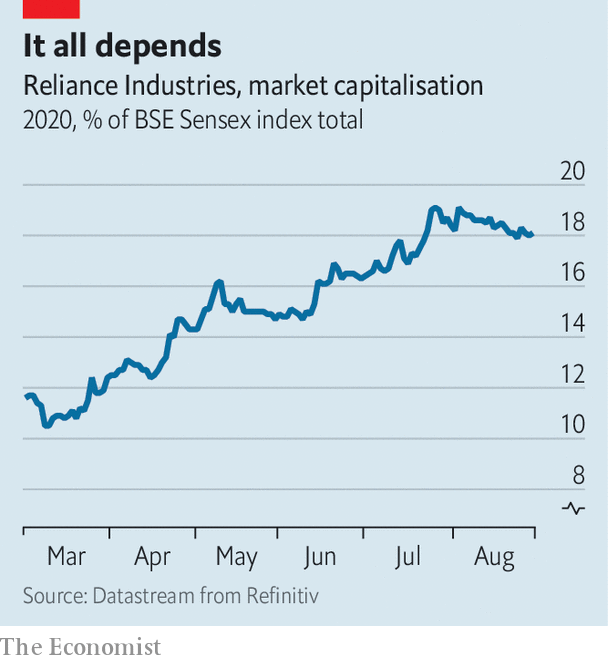 It all depends
Reliance Industries, market capitalisation
2020, % of BSE Sensex index total
20
18
16
14
12
10
8
Mar Apr May Jun Jul Aug
Source: Datastream from Refinitiv
The Economist